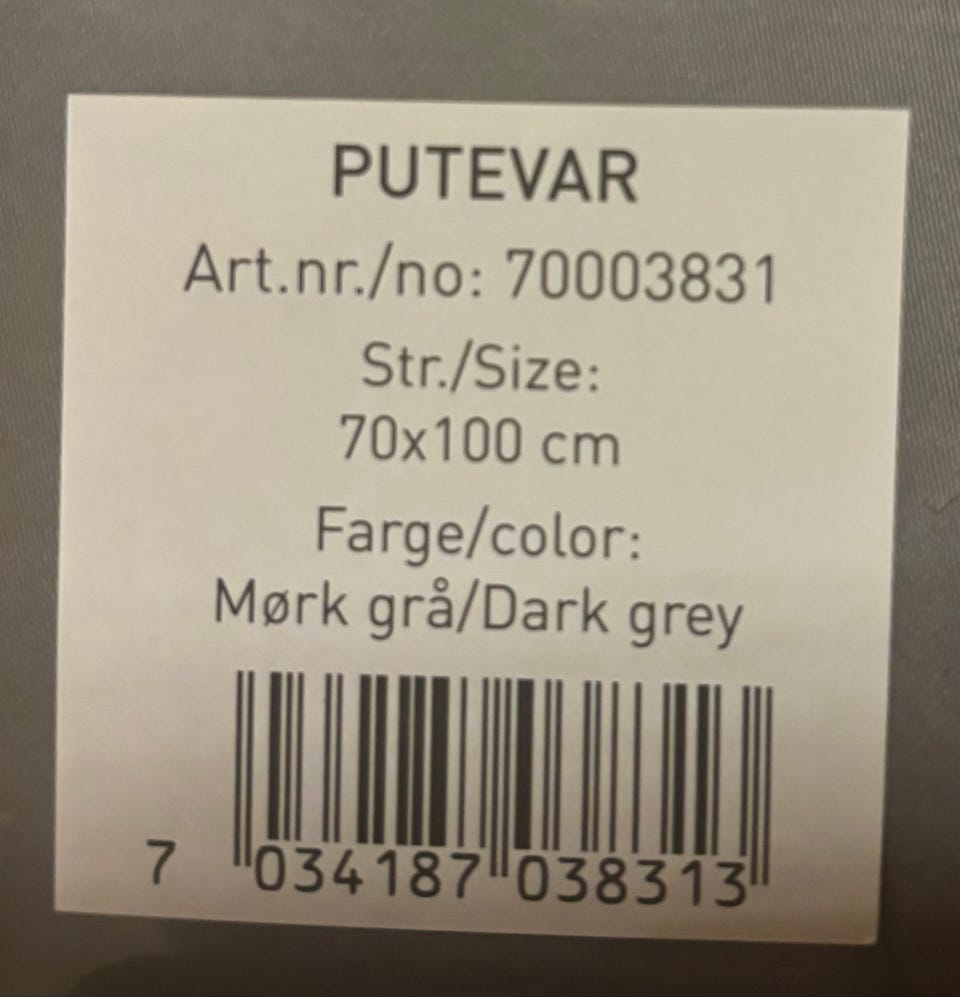 PUTEVAR
Art.nr./no: 70003831
Str./Size:
70x100 cm
Farge/color:
Mørk grå/Dark grey
7 034187 038313